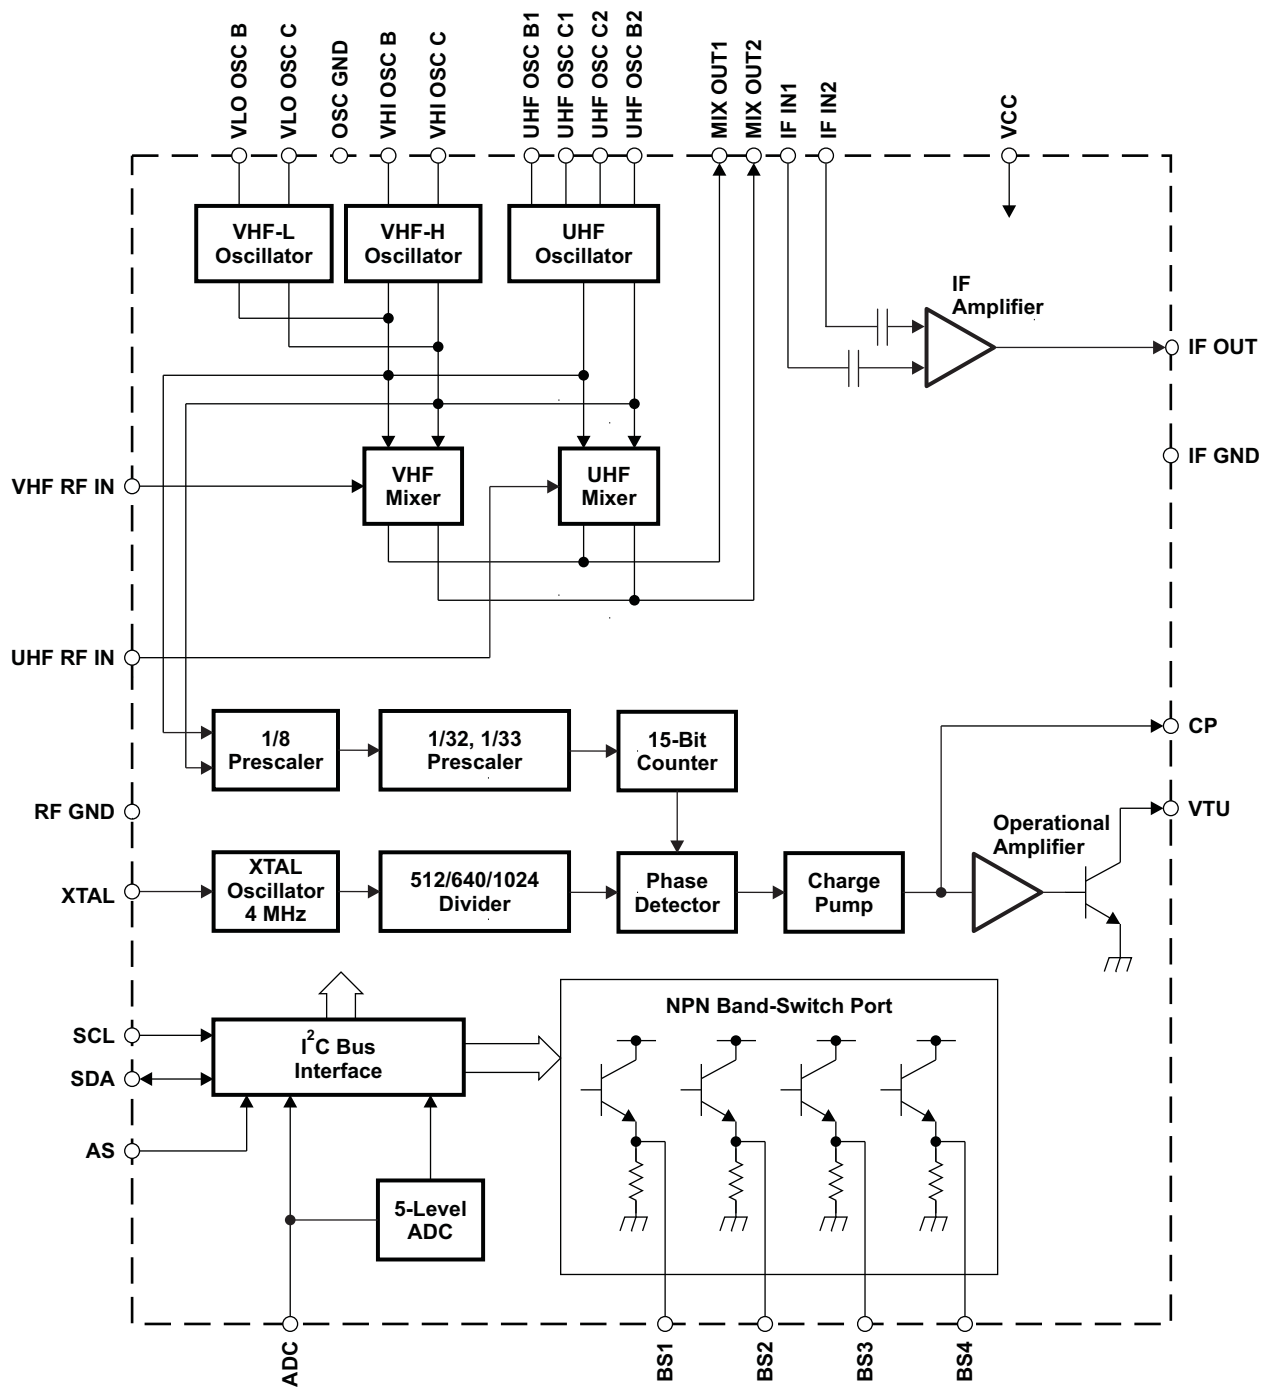 VLO OSC B
VLO OSC C
OSC GND
VHI OSC B
VHI OSC C
UHF OSC B1
UHF OSC C1
UHF OSC C2
UHF OSC B2
MIX OUT1
MIX OUT2
IF IN1
IF IN2
VCC
VHF-L
Oscillator
VHF-H
Oscillator
UHF
Oscillator
IF
Amplifier
IF OUT
IF GND
VHF RF IN
VHF
Mixer
UHF
Mixer
UHF RF IN
1/8
Prescaler
1/32, 1/33
Prescaler
15-Bit
Counter
CP
RF GND
VTU
Operational
Amplifier
XTAL
XTAL
Oscillator
4 MHz
512/640/1024
Divider
Phase
Detector
Charge
Pump
NPN Band-Switch Port
SCL
I2C Bus
Interface
SDA
AS
5-Level
ADC
ADC
BS1
BS2
BS3
BS4